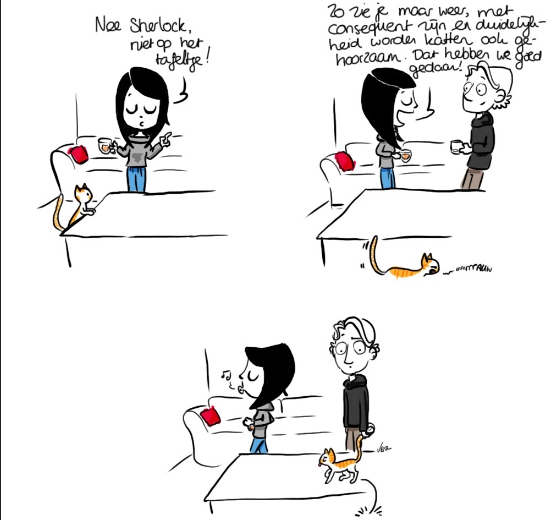 Nee Sherlock,
niet op het
tafeltje!
Zo zie je maar weer, met
consequent zijn en duidelijk-
heid worden katten ook ge-
hoorzaam. Dat hebben we goed
gedaan!